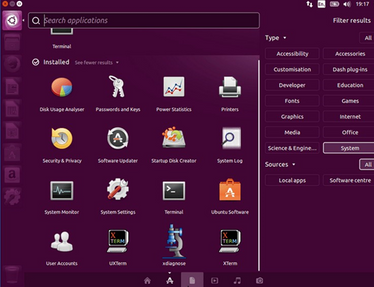 En 19:17
Search applications Filter results
Type All
Terminal
Accessibility Accessories
Installed See fewer results
Customisation Dash plug-ins
Developer Education
Disk Usage Analyser Passwords and Keys Power Statistics Printers
Fonts Games
Graphics Internet
Media Office
Security & Privacy Software Updater Startup Disk Creator System Log
Science & Engine... System
Sources All
Local apps Software centre
System Monitor System Settings Terminal Ubuntu Software
X TERM X TERM
User Accounts UXTerm xdiagnose XTerm